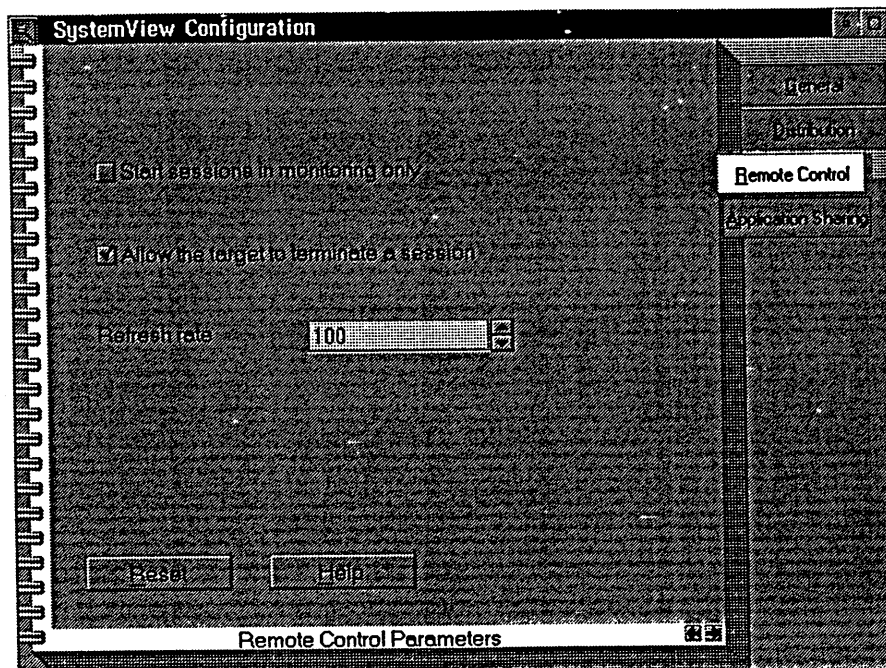 SystemView Configuration
General
Distribution
Remote Control
Application Sharing
Start sessions in monitoring only
Allow the target to terminate a session
Refresh rate
100
Reset
Help
Remote Control Parameters